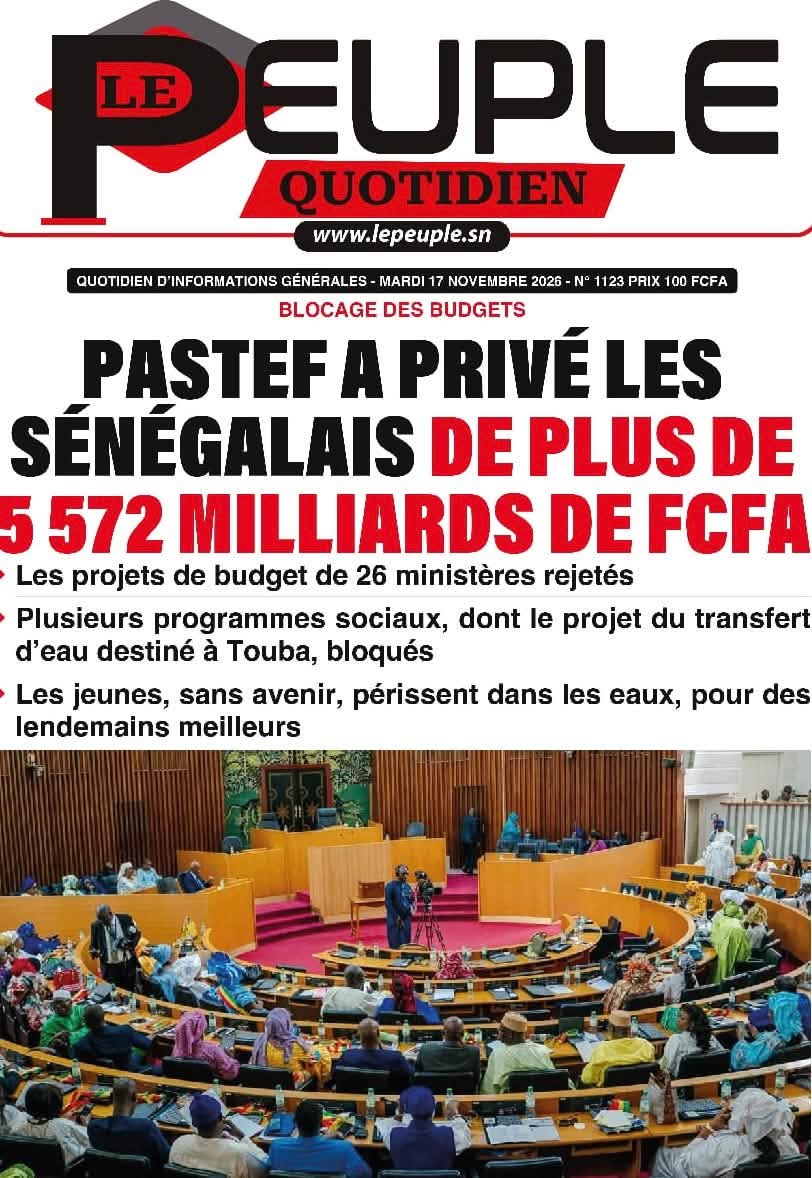 LE PEUPLE
QUOTIDIEN
www.lepeuple.sn
QUOTIDIEN D'INFORMATIONS GÉNÉRALES - MARDI 17 NOVEMBRE 2026 - N° 1123 PRIX 100 FCFA
BLOCAGE DES BUDGETS
PASTEF A PRIVÉ LES
SÉNÉGALAIS DE PLUS DE
5 572 MILLIARDS DE FCFA
Les projets de budget de 26 ministères rejetés
Plusieurs programmes sociaux, dont le projet du transfert
d'eau destiné à Touba, bloqués
Les jeunes, sans avenir, périssent dans les eaux, pour des
lendemains meilleurs